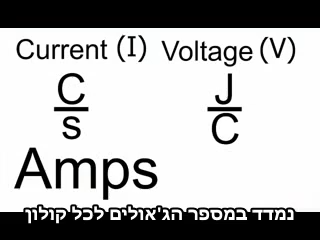 Current (I) Voltage (V)
C/s J/C
Amps
נמדד במספר הג'אולים לכל קולון